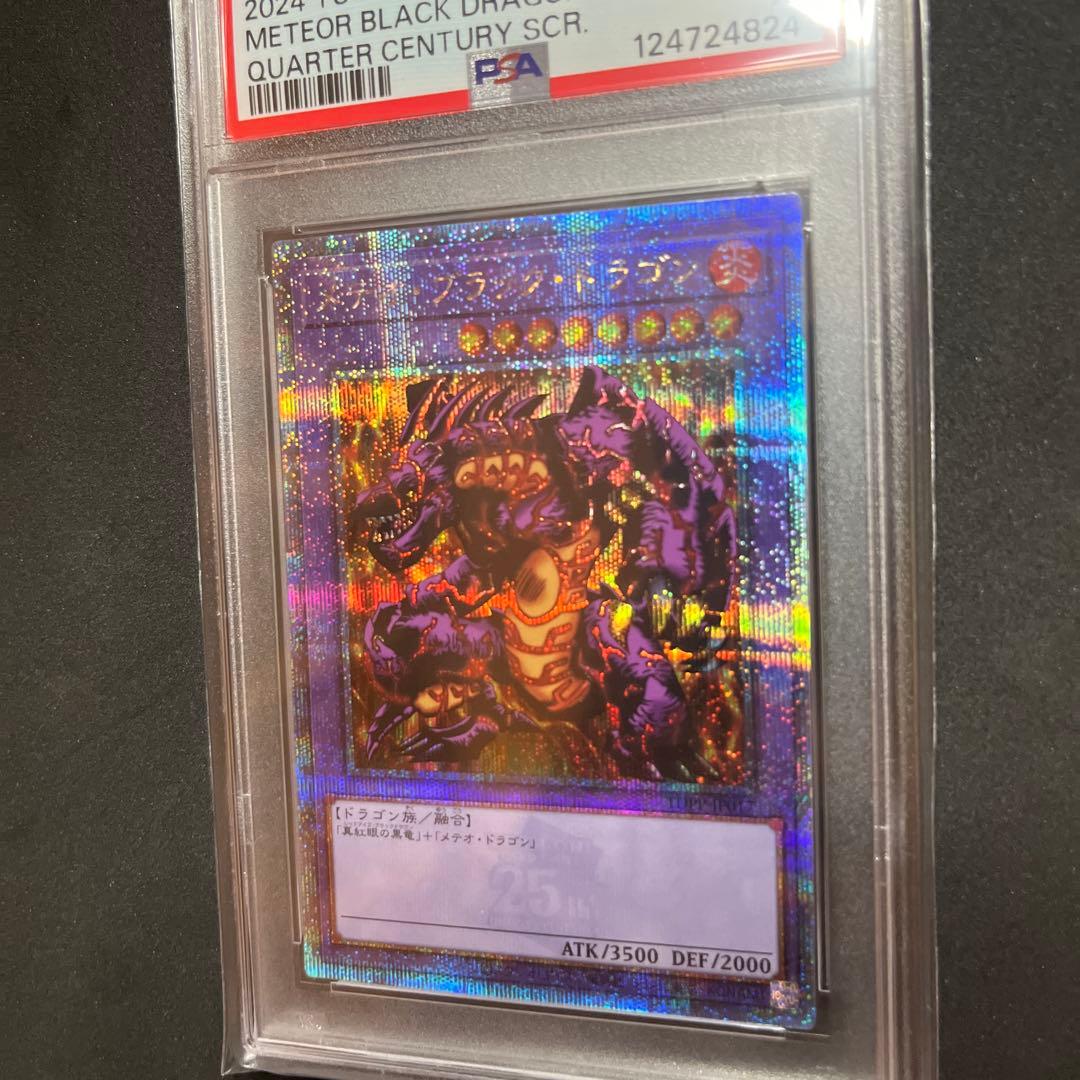 2024
METEOR BLACK DRAGO
QUARTER CENTURY SCR.
124724824
PSA
メテオ・ブラック・ドラゴン
炎
【ドラゴン族／融合】
「真紅眼の黒竜」+「メテオ・ドラゴン」
25th
ATK/3500 DEF/2000